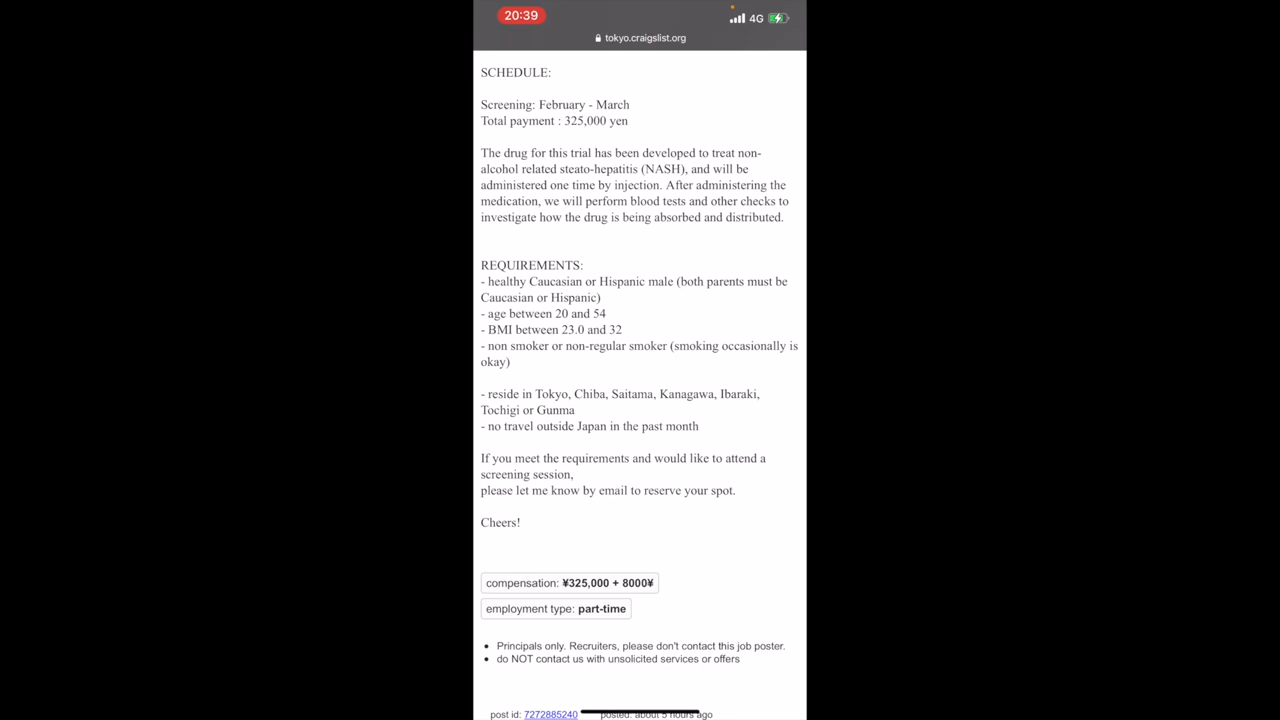 20:39
4G
tokyo.craigslist.org
SCHEDULE:
Screening: February - March
Total payment : 325,000 yen
The drug for this trial has been developed to treat non-
alcohol related steato-hepatitis (NASH), and will be
administered one time by injection. After administering the
medication, we will perform blood tests and other checks to
investigate how the drug is being absorbed and distributed.
REQUIREMENTS:
- healthy Caucasian or Hispanic male (both parents must be
Caucasian or Hispanic)
- age between 20 and 54
- BMI between 23.0 and 32
- non smoker or non-regular smoker (smoking occasionally is
okay)
- reside in Tokyo, Chiba, Saitama, Kanagawa, Ibaraki,
Tochigi or Gunma
- no travel outside Japan in the past month
If you meet the requirements and would like to attend a
screening session,
please let me know by email to reserve your spot.
Cheers!
compensation: ¥325,000 + 8000¥
employment type: part-time
• Principals only. Recruiters, please don't contact this job poster.
• do NOT contact us with unsolicited services or offers
post id: 7272885240 posted: about 5 hours ago